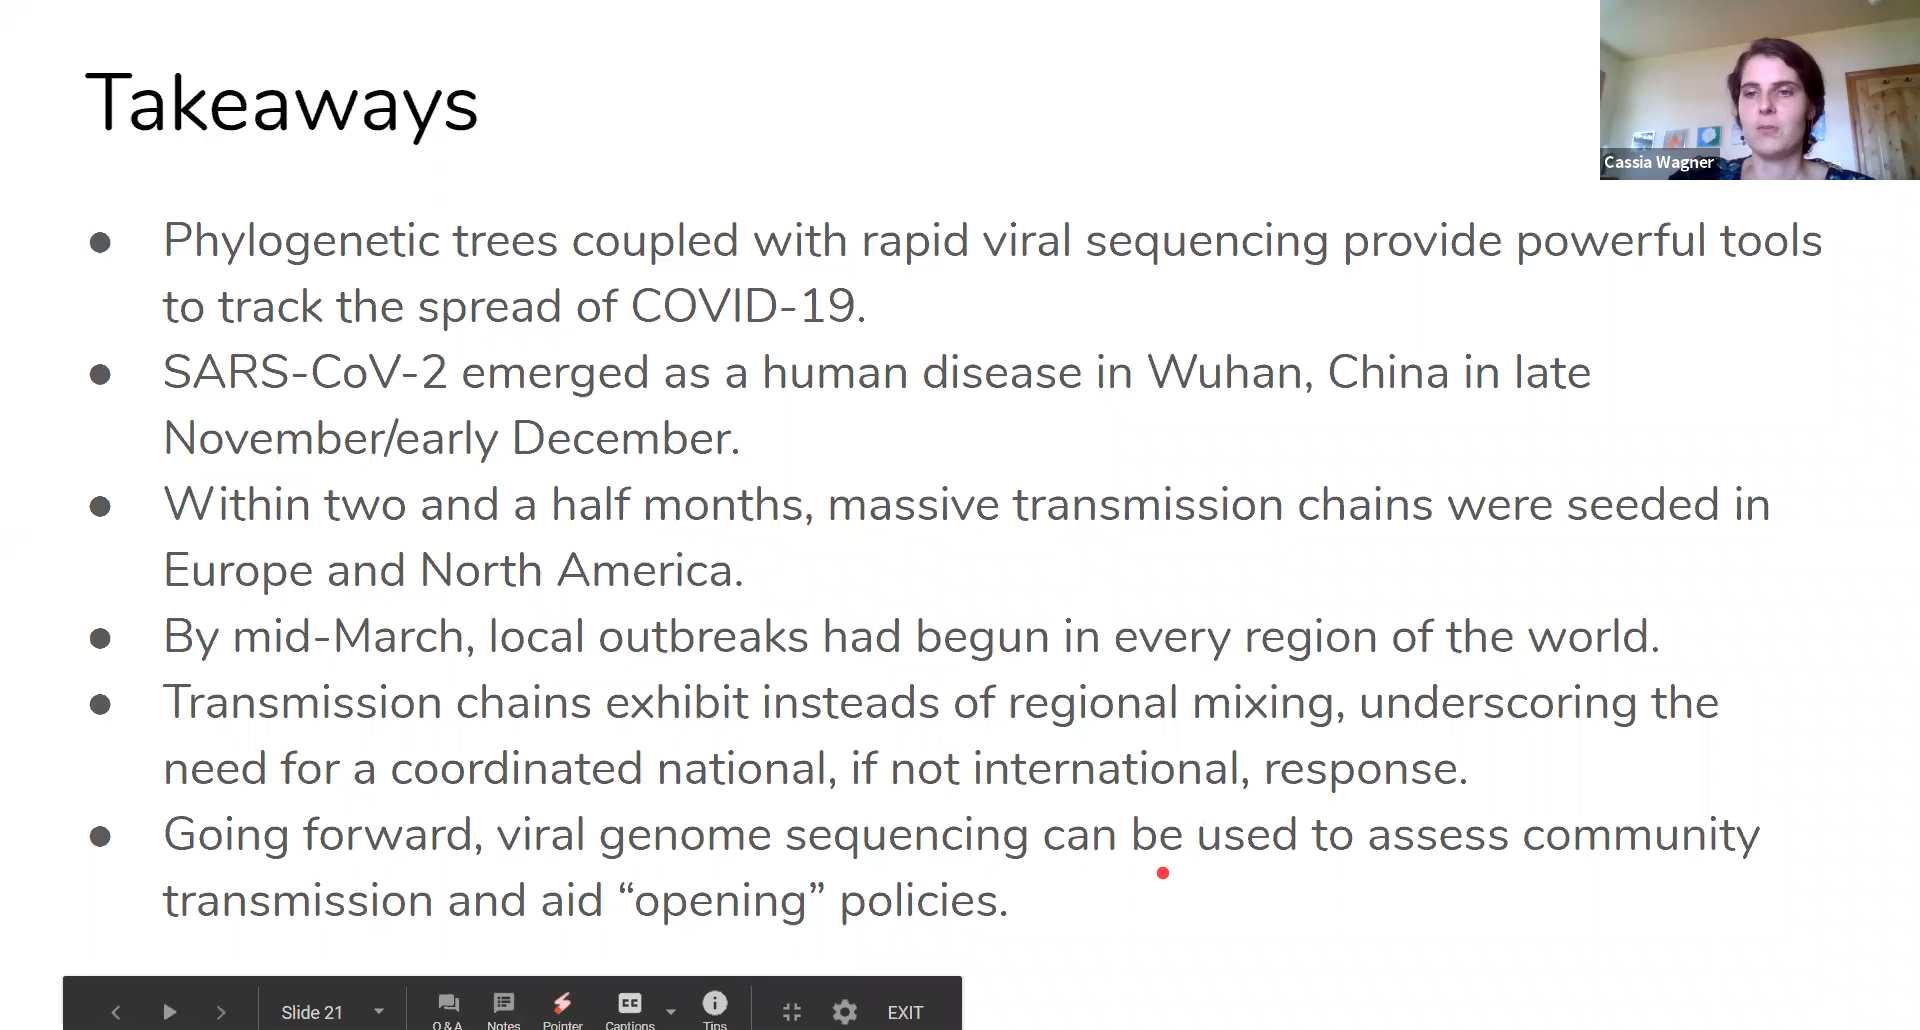 Takeaways
Cassia Wagner
● Phylogenetic trees coupled with rapid viral sequencing provide powerful tools
to track the spread of COVID-19.
● SARS-CoV-2 emerged as a human disease in Wuhan, China in late
November/early December.
● Within two and a half months, massive transmission chains were seeded in
Europe and North America.
● By mid-March, local outbreaks had begun in every region of the world.
● Transmission chains exhibit insteads of regional mixing, underscoring the
need for a coordinated national, if not international, response.
● Going forward, viral genome sequencing can be used to assess community
transmission and aid “opening” policies.
Slide 21
CC
EXIT
Q&A Notes Pointer Captions Tips